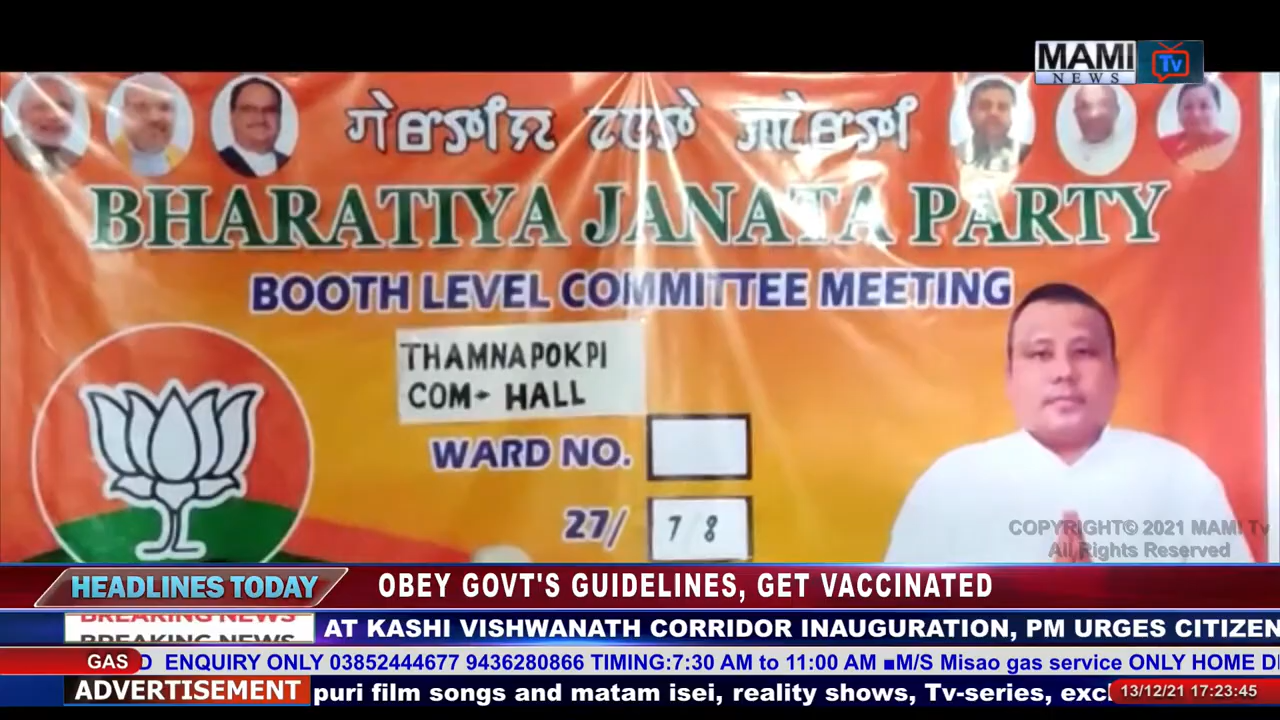 MAMI Tv
NEWS
BHARATIYA JANATA PARTY
BOOTH LEVEL COMMITTEE MEETING
THAMNAPOKPI
COM- HALL
WARD NO.
27/ 7/8
COPYRIGHT© 2021 MAMI Tv
All Rights Reserved
HEADLINES TODAY OBEY GOVT'S GUIDELINES, GET VACCINATED
BREAKING NEWS
BREAKING NEWS AT KASHI VISHWANATH CORRIDOR INAUGURATION, PM URGES CITIZEN
GAS D ENQUIRY ONLY 03852444677 9436280866 TIMING:7:30 AM to 11:00 AM ■M/S Misao gas service ONLY HOME D
ADVERTISEMENT puri film songs and matam isei, reality shows, Tv-series, exc 13/12/21 17:23:45